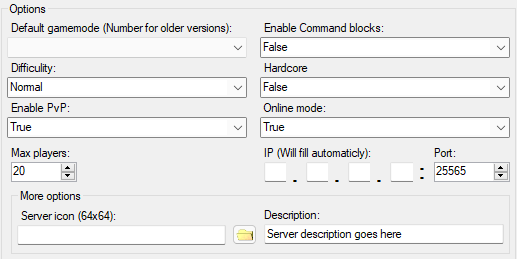 Options
Default gamemode (Number for older versions):
Enable Command blocks:
False
Difficulity:
Hardcore
Normal
False
Enable PvP:
Online mode:
True
True
Max players:
IP (Will fill automaticly):
Port:
20
. . . :
25565
More options
Server icon (64x64):
Description:
Server description goes here